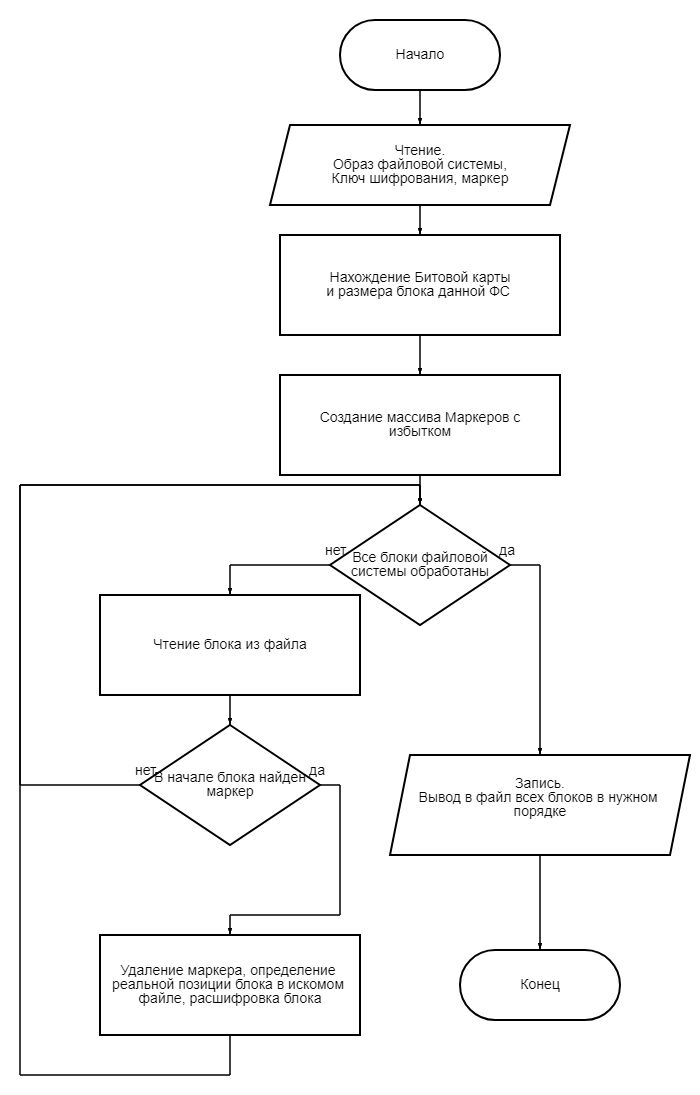 Начало
Чтение.
Образ файловой системы,
Ключ шифрования, маркер
Нахождение Битовой карты
и размера блока данной ФС
Создание массива Маркеров с
избытком
нет
Все блоки файловой
системы обработаны
да
Чтение блока из файла
нет
В начале блока найден
маркер
да
Запись.
Вывод в файл всех блоков в нужном
порядке
Удаление маркера, определение
реальной позиции блока в искомом
файле, расшифровка блока
Конец